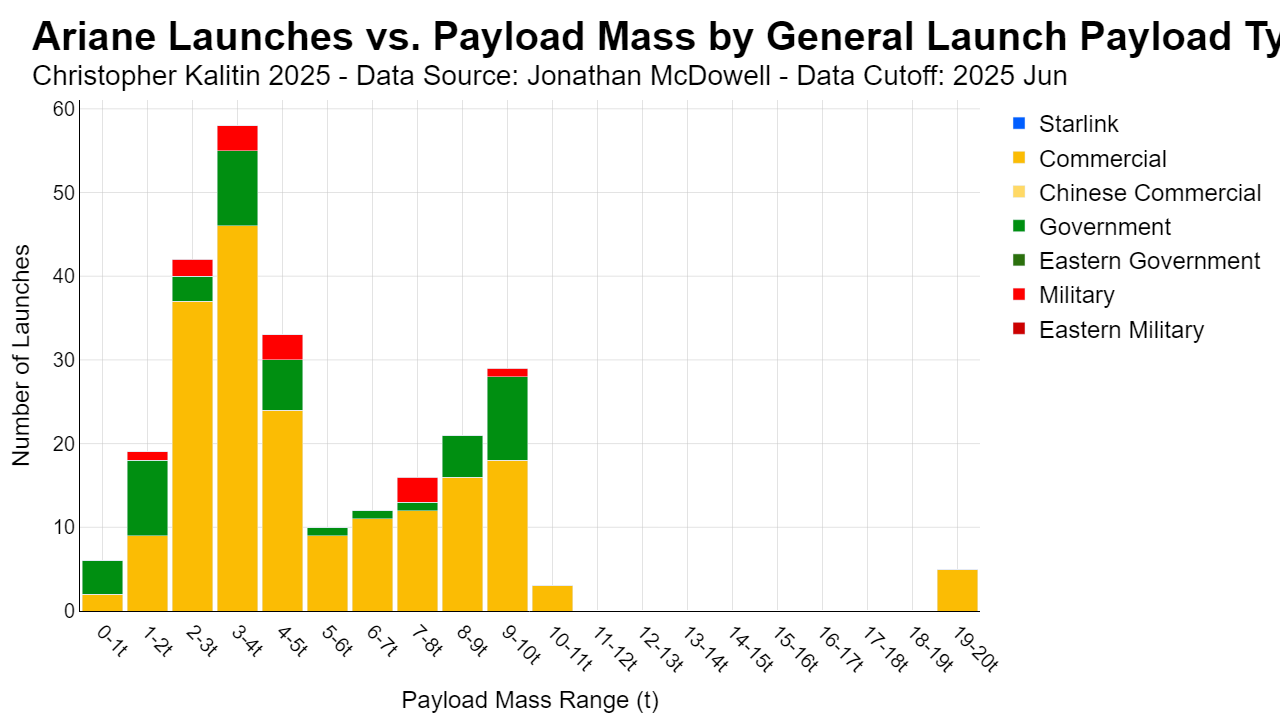 Ariane Launches vs. Payload Mass by General Launch Payload Ty
Christopher Kalitin 2025 - Data Source: Jonathan McDowell - Data Cutoff: 2025 Jun
Number of Launches
60
50
40
30
20
10
0
0-1t
1-2t
2-3t
3-4t
4-5t
5-6t
6-7t
7-8t
8-9t
9-10t
10-11t
11-12t
12-13t
13-14t
14-15t
15-16t
16-17t
17-18t
18-19t
19-20t
Payload Mass Range (t)
Starlink
Commercial
Chinese Commercial
Government
Eastern Government
Military
Eastern Military